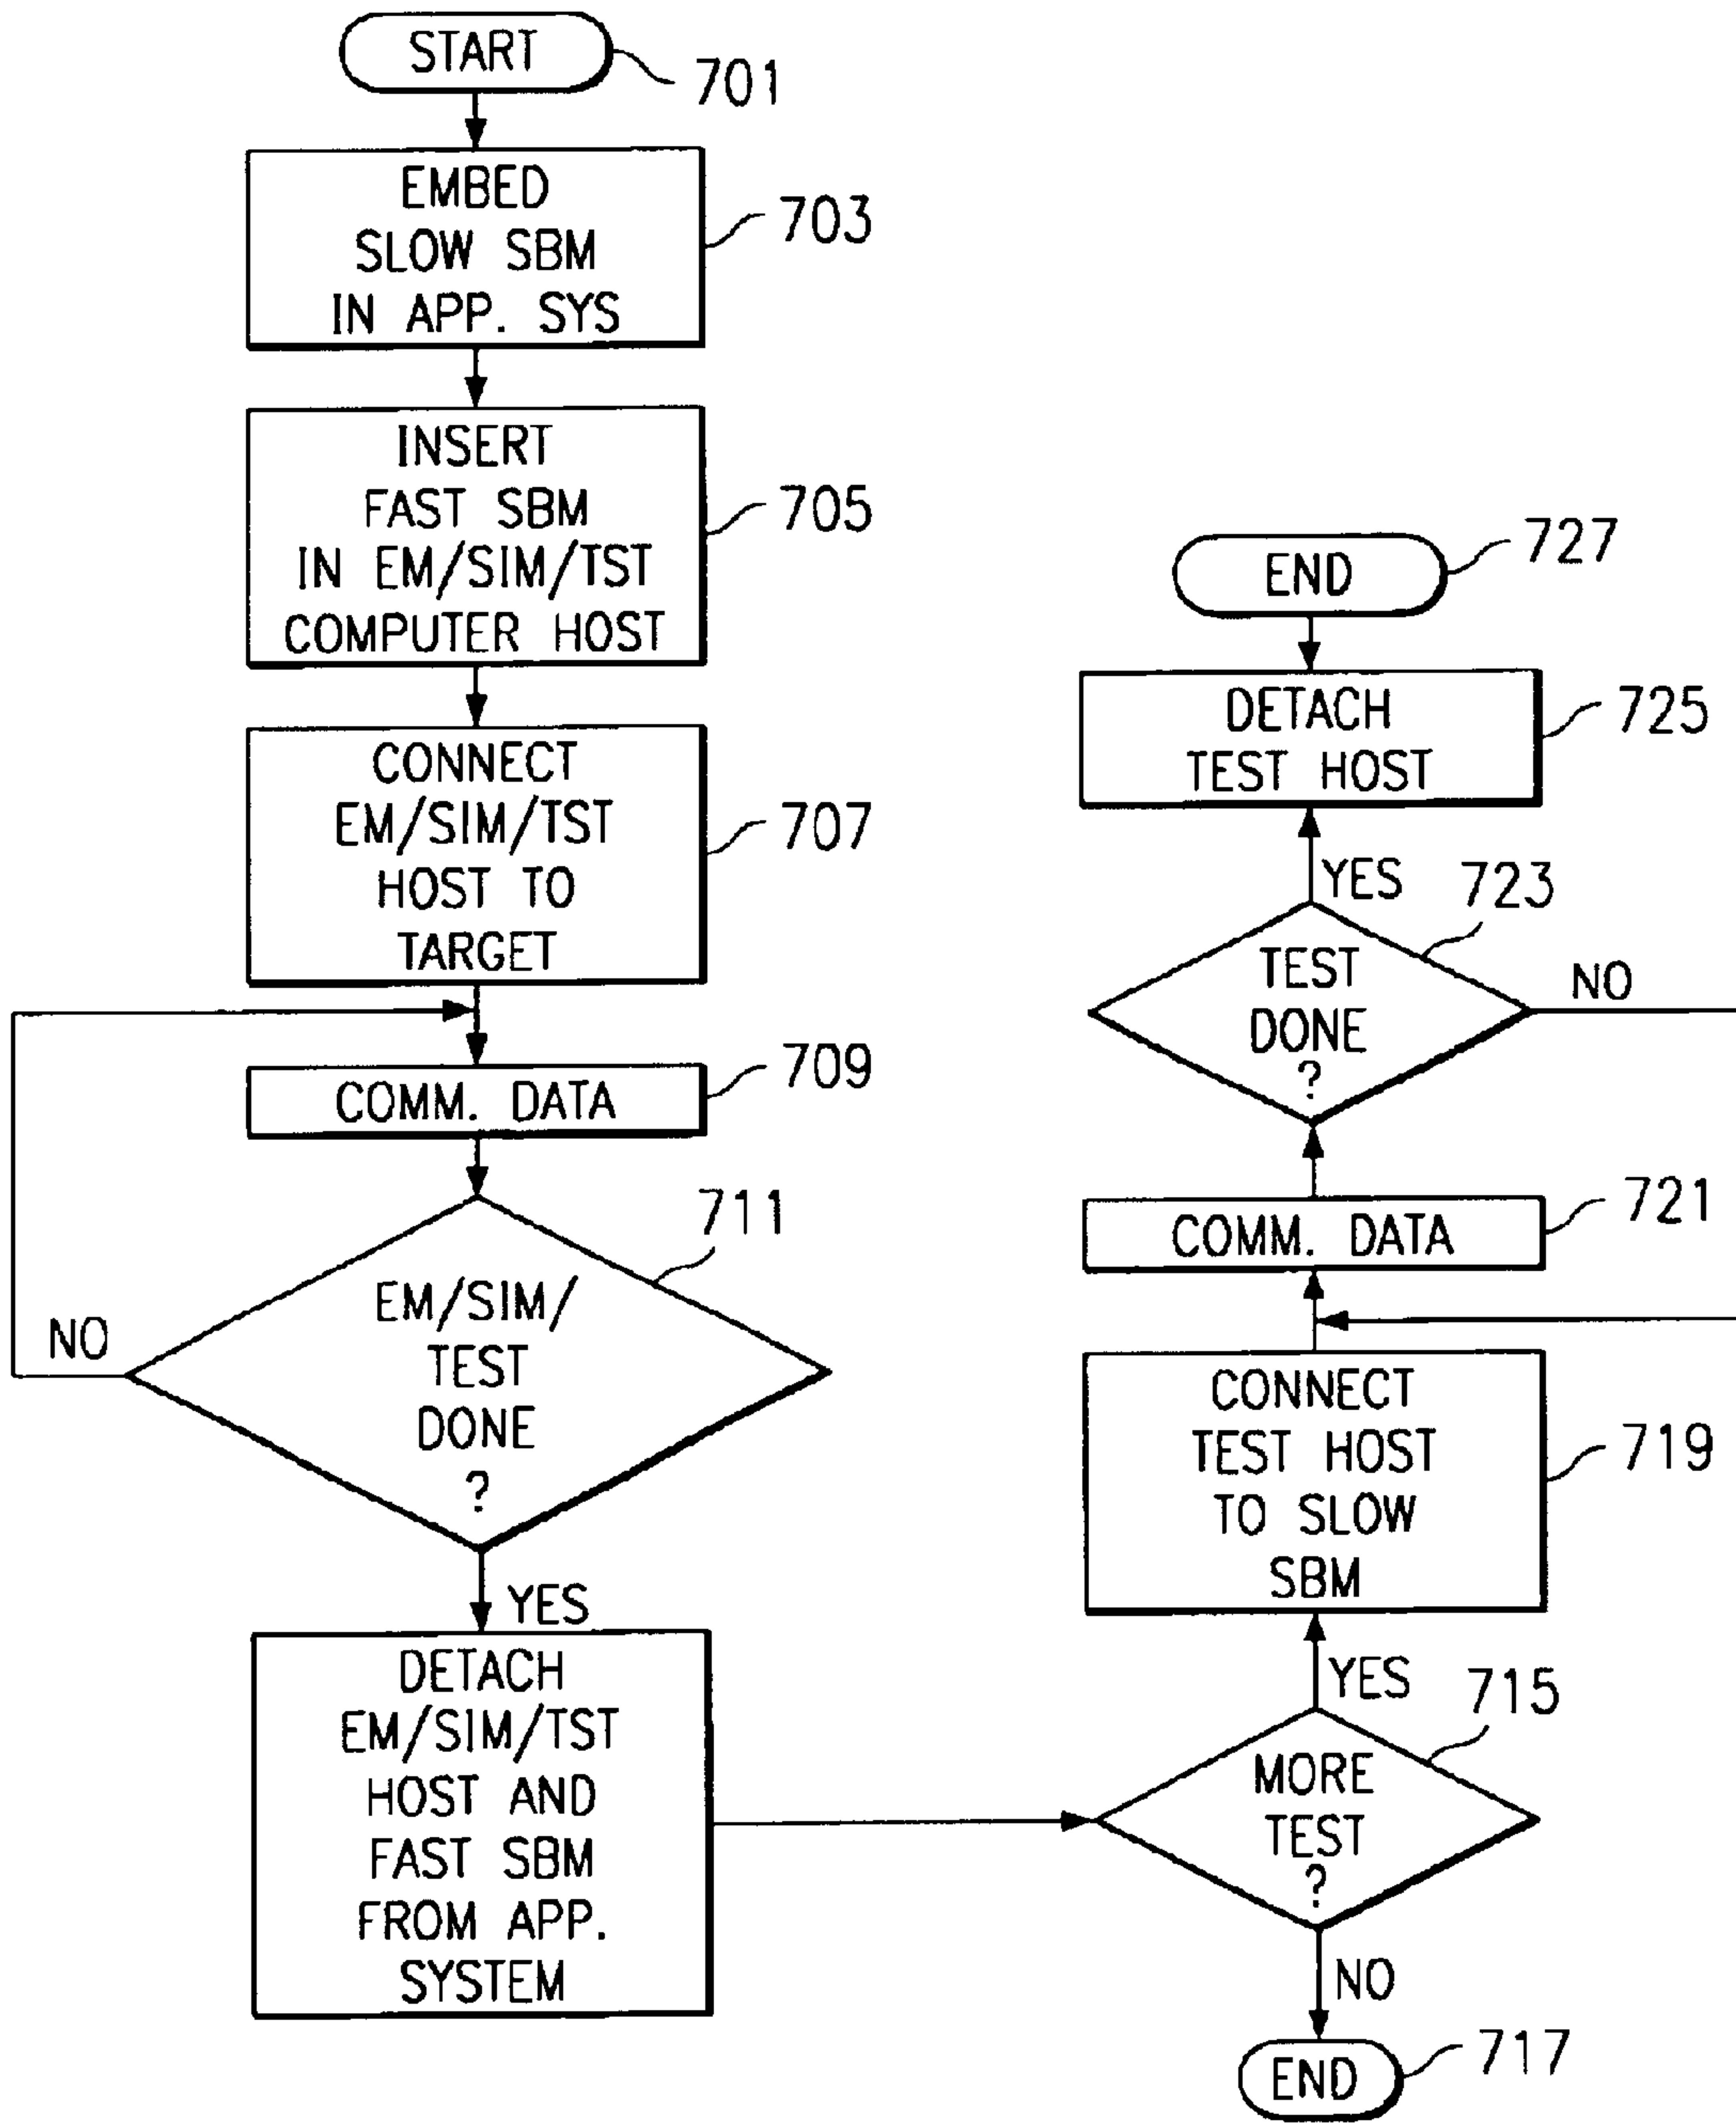 START
701
EMBED
SLOW SBM
IN APP. SYS
703
INSERT
FAST SBM
IN EM/SIM/TST
COMPUTER HOST
705
CONNECT
EM/SIM/TST
HOST TO
TARGET
707
COMM. DATA
709
EM/SIM/
TEST
DONE
?
711
NO
YES
DETACH
EM/SIM/TST
HOST AND
FAST SBM
FROM APP.
SYSTEM
END
727
DETACH
TEST HOST
725
YES
723
TEST
DONE
?
NO
COMM. DATA
721
CONNECT
TEST HOST
TO SLOW
SBM
719
YES
715
MORE
TEST
?
NO
END
717